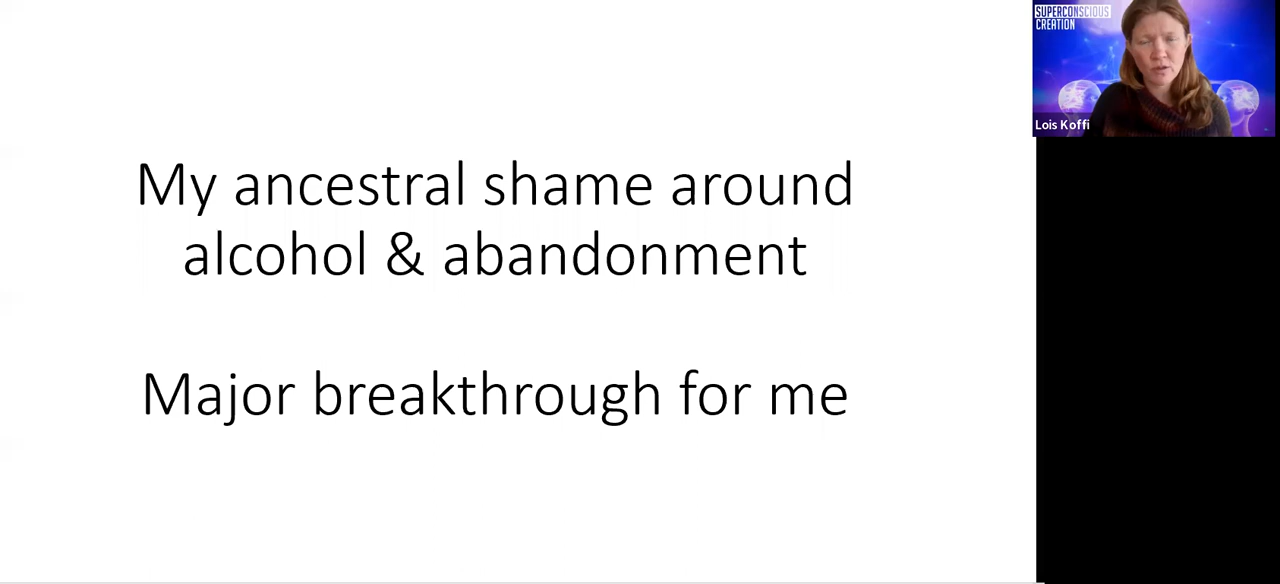 My ancestral shame around
alcohol & abandonment
Major breakthrough for me
SUPERCONSCIOUS
CREATION
Lois Koffi